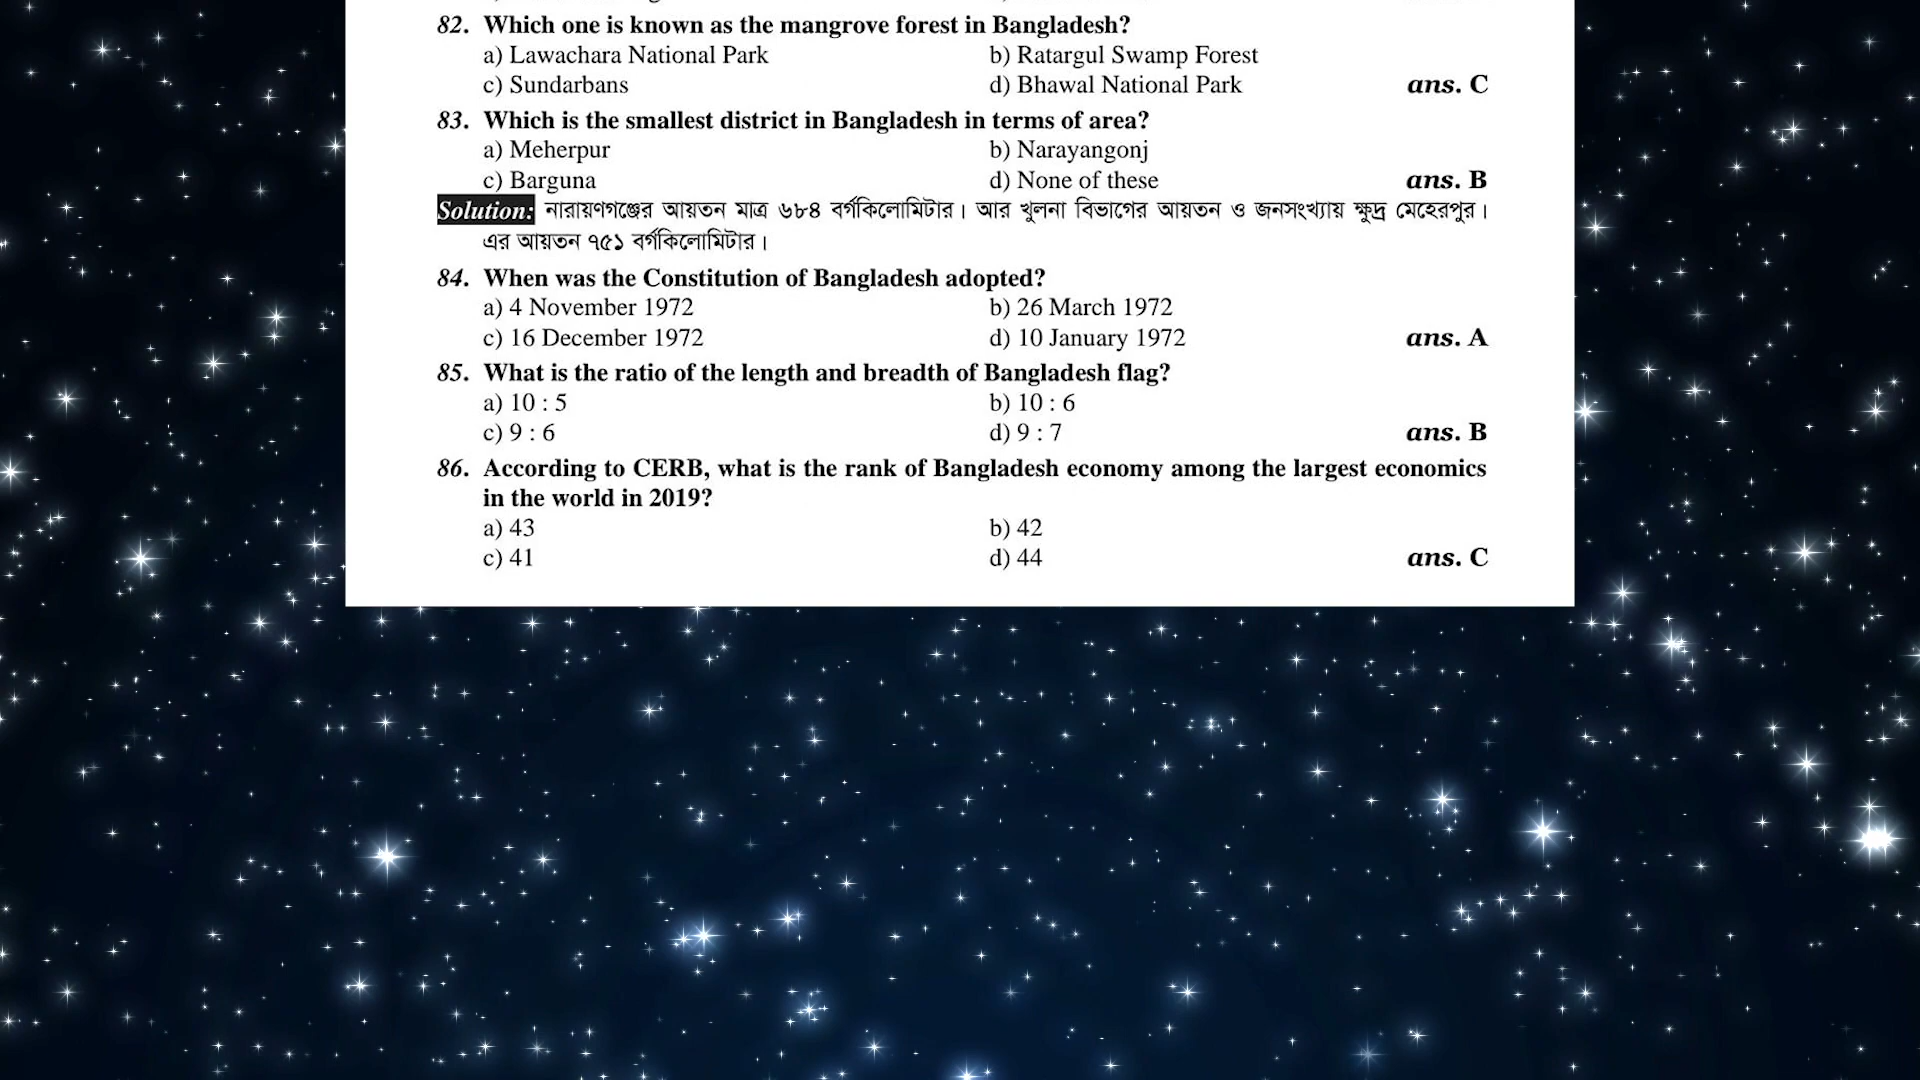 82. Which one is known as the mangrove forest in Bangladesh?
a) Lawachara National Park b) Ratargul Swamp Forest
c) Sundarbans d) Bhawal National Park ans. C
83. Which is the smallest district in Bangladesh in terms of area?
a) Meherpur b) Narayangonj
c) Barguna d) None of these ans. B
Solution: নারায়ণগঞ্জের আয়তন মাত্র ৬৮৪ বর্গকিলোমিটার। আর খুলনা বিভাগের আয়তন ও জনসংখ্যায় ক্ষুদ্র মেহেরপুর।
এর আয়তন ৭৫১ বর্গকিলোমিটার।
84. When was the Constitution of Bangladesh adopted?
a) 4 November 1972 b) 26 March 1972
c) 16 December 1972 d) 10 January 1972 ans. A
85. What is the ratio of the length and breadth of Bangladesh flag?
a) 10 : 5 b) 10 : 6
c) 9 : 6 d) 9 : 7 ans. B
86. According to CERB, what is the rank of Bangladesh economy among the largest economics
in the world in 2019?
a) 43 b) 42
c) 41 d) 44 ans. C